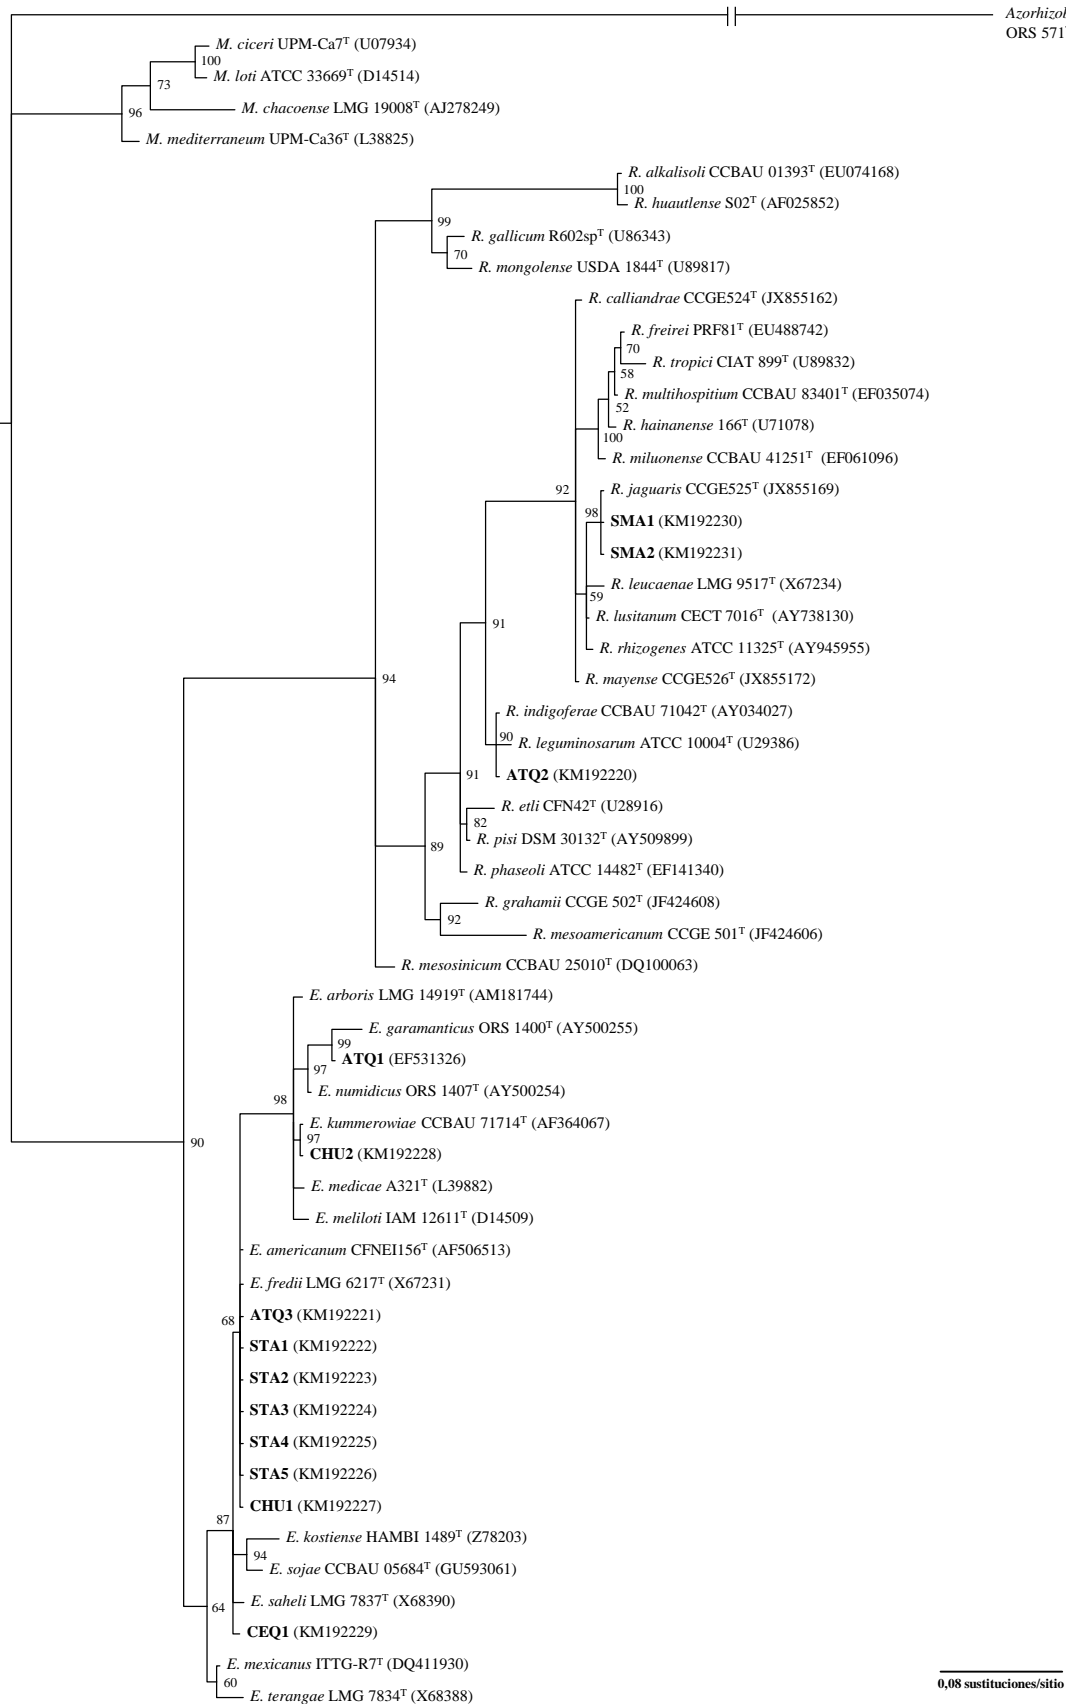 Azorhizol
ORS 571ᵀ
M. ciceri UPM-Ca7ᵀ (U07934)
100
M. loti ATCC 33669ᵀ (D14514)
73
M. chacoense LMG 19008ᵀ (AJ278249)
96
M. mediterraneum UPM-Ca36ᵀ (L38825)
R. alkalisoli CCBAU 01393ᵀ (EU074168)
100
R. huautlense S02ᵀ (AF025852)
99
R. gallicum R602spᵀ (U86343)
70
R. mongolense USDA 1844ᵀ (U89817)
R. calliandrae CCGE524ᵀ (JX855162)
R. freirei PRF81ᵀ (EU488742)
70
R. tropici CIAT 899ᵀ (U89832)
58
R. multihospitium CCBAU 83401ᵀ (EF035074)
52
R. hainanense 166ᵀ (U71078)
100
R. miluonense CCBAU 41251ᵀ (EF061096)
92
R. jaguaris CCGE525ᵀ (JX855169)
98
SMA1 (KM192230)
SMA2 (KM192231)
R. leucaenae LMG 9517ᵀ (X67234)
59
R. lusitanum CECT 7016ᵀ (AY738130)
91
R. rhizogenes ATCC 11325ᵀ (AY945955)
94
R. mayense CCGE526ᵀ (JX855172)
R. indigoferae CCBAU 71042ᵀ (AY034027)
90
R. leguminosarum ATCC 10004ᵀ (U29386)
91
ATQ2 (KM192220)
R. etli CFN42ᵀ (U28916)
82
R. pisi DSM 30132ᵀ (AY509899)
89
R. phaseoli ATCC 14482ᵀ (EF141340)
R. grahamii CCGE 502ᵀ (JF424608)
92
R. mesoamericanum CCGE 501ᵀ (JF424606)
R. mesosinicum CCBAU 25010ᵀ (DQ100063)
E. arboris LMG 14919ᵀ (AM181744)
E. garamanticus ORS 1400ᵀ (AY500255)
99
ATQ1 (EF531326)
97
E. numidicus ORS 1407ᵀ (AY500254)
98
E. kummerowiae CCBAU 71714ᵀ (AF364067)
97
CHU2 (KM192228)
90
E. medicae A321ᵀ (L39882)
E. meliloti IAM 12611ᵀ (D14509)
E. americanum CFNEI156ᵀ (AF506513)
E. fredii LMG 6217ᵀ (X67231)
ATQ3 (KM192221)
68
STA1 (KM192222)
STA2 (KM192223)
STA3 (KM192224)
STA4 (KM192225)
STA5 (KM192226)
CHU1 (KM192227)
87
E. kostiense HAMBI 1489ᵀ (Z78203)
94
E. sojae CCBAU 05684ᵀ (GU593061)
E. saheli LMG 7837ᵀ (X68390)
64
CEQ1 (KM192229)
E. mexicanus ITTG-R7ᵀ (DQ411930)
60
E. terangae LMG 7834ᵀ (X68388)
0,08 sustituciones/sitio